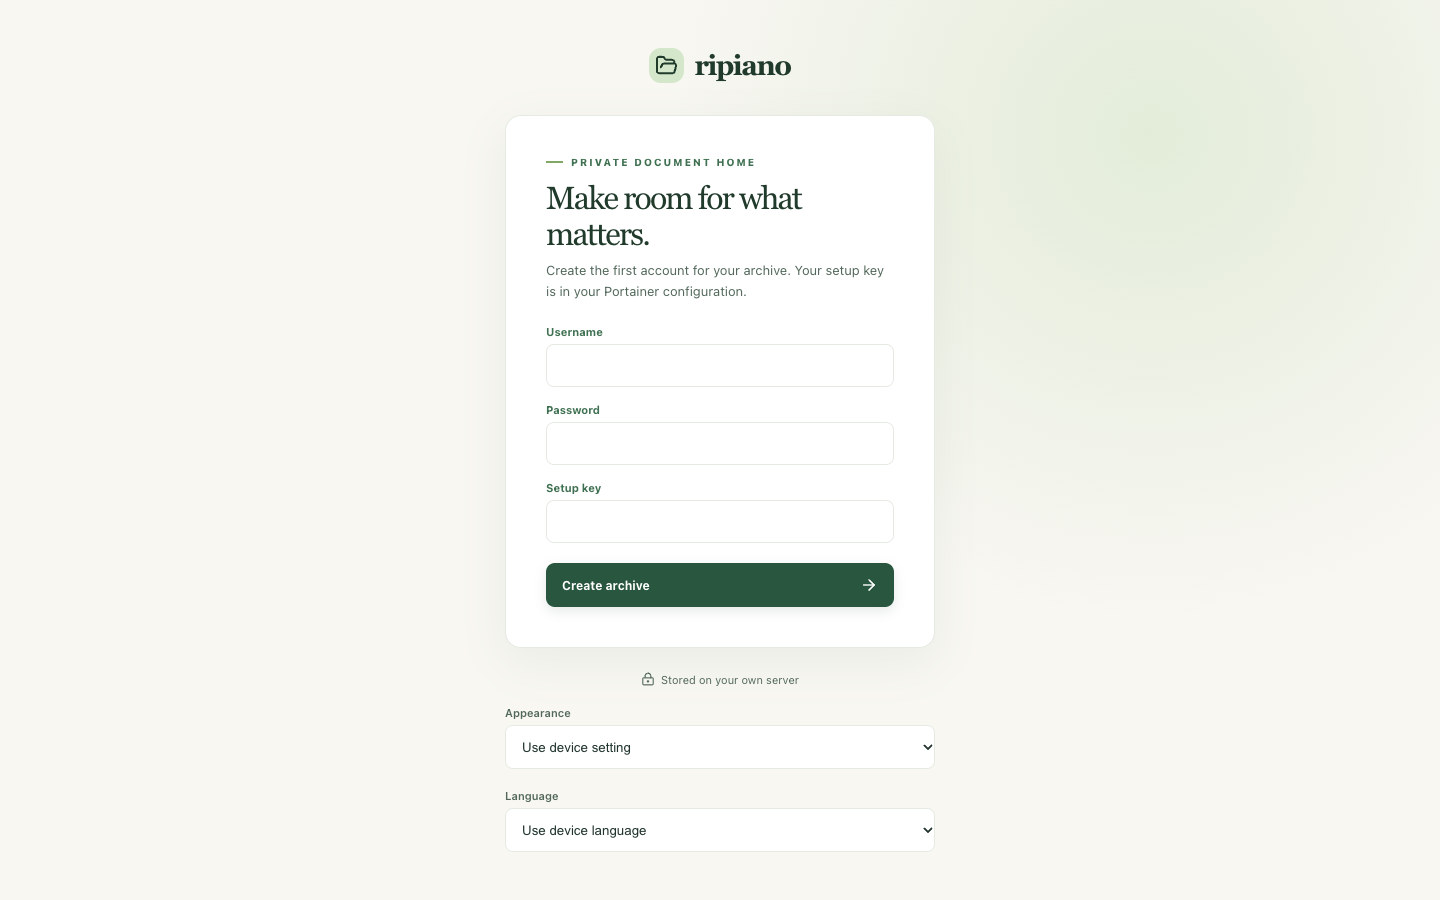 ripiano
PRIVATE DOCUMENT HOME
Make room for what
matters.
Create the first account for your archive. Your setup key
is in your Portainer configuration.
Username
Password
Setup key
Create archive
Stored on your own server
Appearance
Use device setting
Language
Use device language